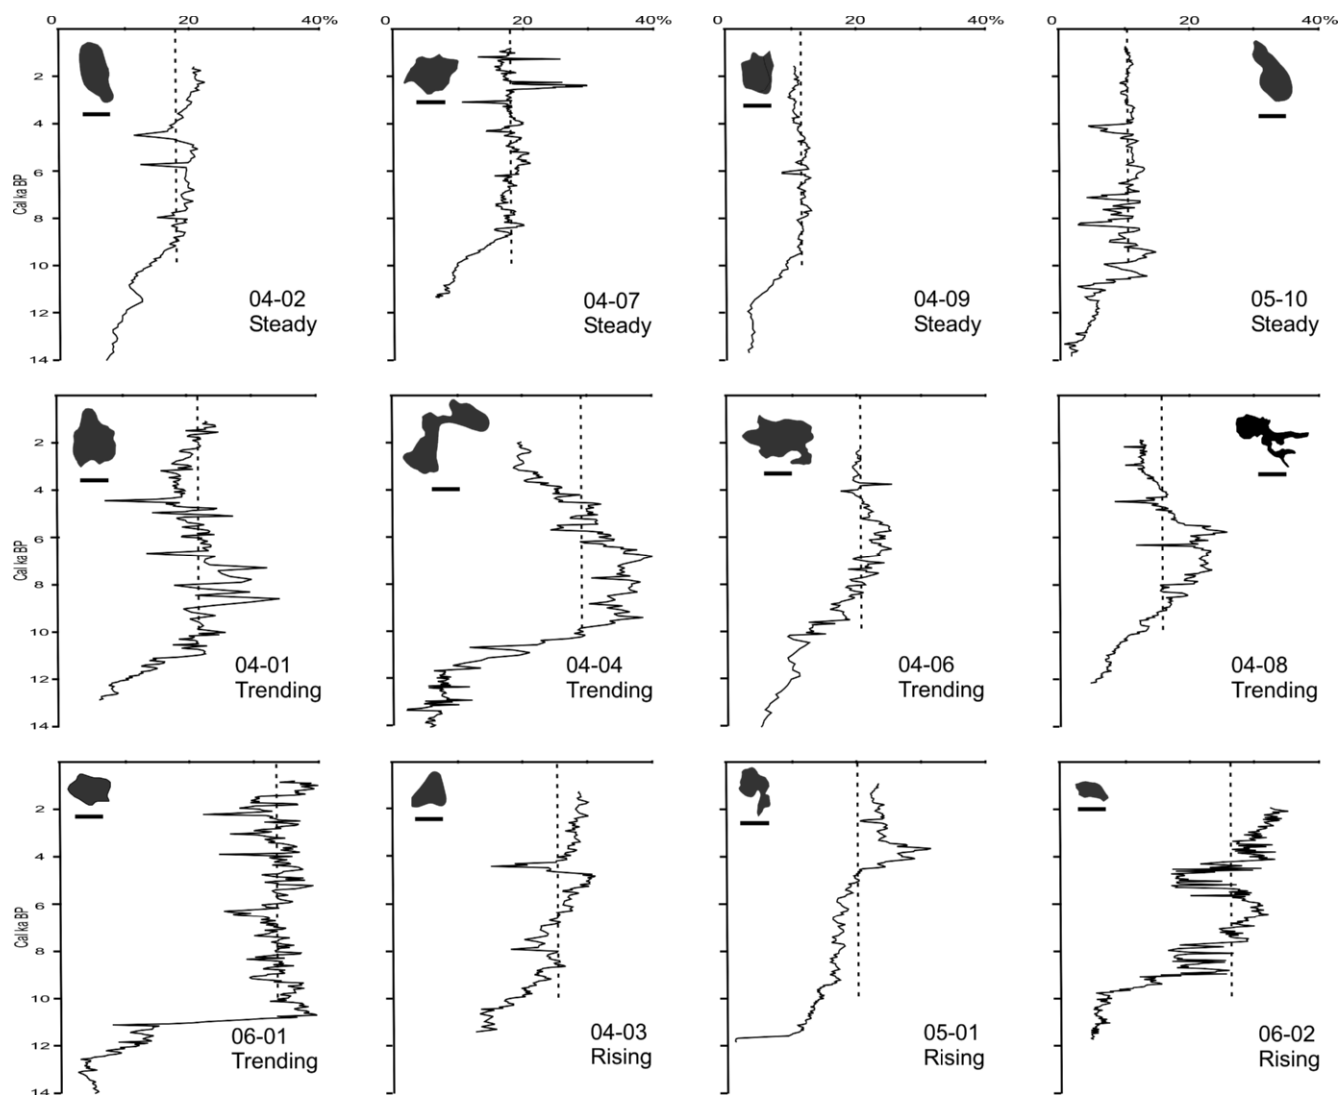 0 20 40% 0 20 40% 0 20 40% 0 20 40%
2
4
6
8
10
12
14
Cal ka BP
04-02
Steady
04-07
Steady
04-09
Steady
05-10
Steady
2
4
6
8
10
12
14
Cal ka BP
04-01
Trending
04-04
Trending
04-06
Trending
04-08
Trending
2
4
6
8
10
12
14
Cal ka BP
06-01
Trending
04-03
Rising
05-01
Rising
06-02
Rising